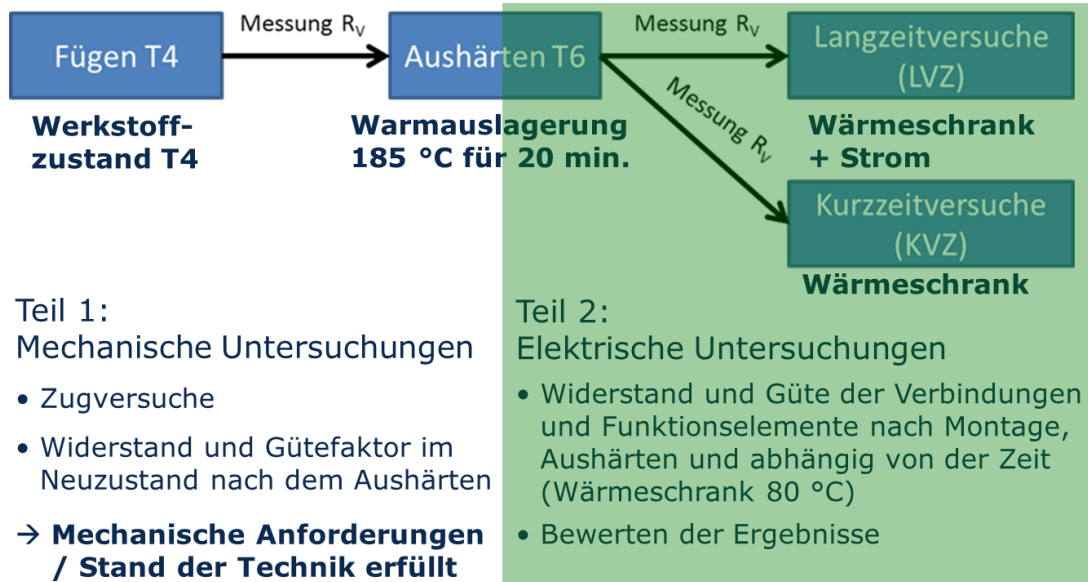 Fügen T4
Messung R_V
Aushärten T6
Messung R_V
Langzeitversuche
(LVZ)
Messung R_V
Werkstoff-
zustand T4
Warmauslagerung
185 °C für 20 min.
Wärmeschrank
+ Strom
Kurzzeitversuche
(KVZ)
Wärmeschrank
Teil 1:
Mechanische Untersuchungen
• Zugversuche
• Widerstand und Gütefaktor im
Neuzustand nach dem Aushärten
→ Mechanische Anforderungen
/ Stand der Technik erfüllt
Teil 2:
Elektrische Untersuchungen
• Widerstand und Güte der Verbindungen
und Funktionselemente nach Montage,
Aushärten und abhängig von der Zeit
(Wärmeschrank 80 °C)
• Bewerten der Ergebnisse